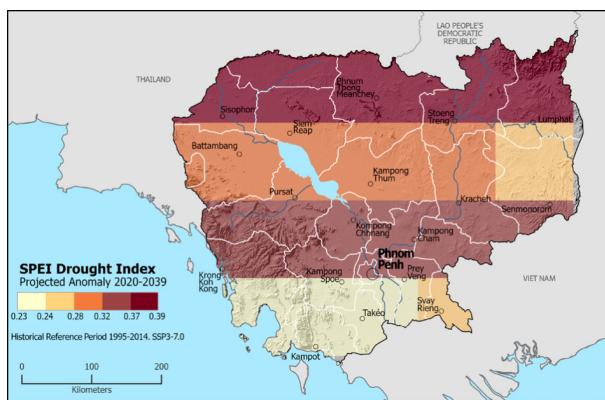 LAO PEOPLE'S
DEMOCRATIC
REPUBLIC
THAILAND
Phnum
Tbong
Meanchey
Sisophon
Stoeng
Treng
Lumphat
Siem
Reap
Battambang
Kampong
Thum
Pursat
Kracheh
Senmonorom
Kompong
Chhnang
Kampong
Cham
Phnom
Penh
Krong
Koh
Kong
Kampong
Spoe
Prey
Veng
VIET NAM
Svay
Rieng
Takéo
Kampot
SPEI Drought Index
Projected Anomaly 2020-2039
0.23 0.24 0.28 0.32 0.37 0.39
Historical Reference Period 1995-2014. SSP3-7.0
0 100 200
Kilometers